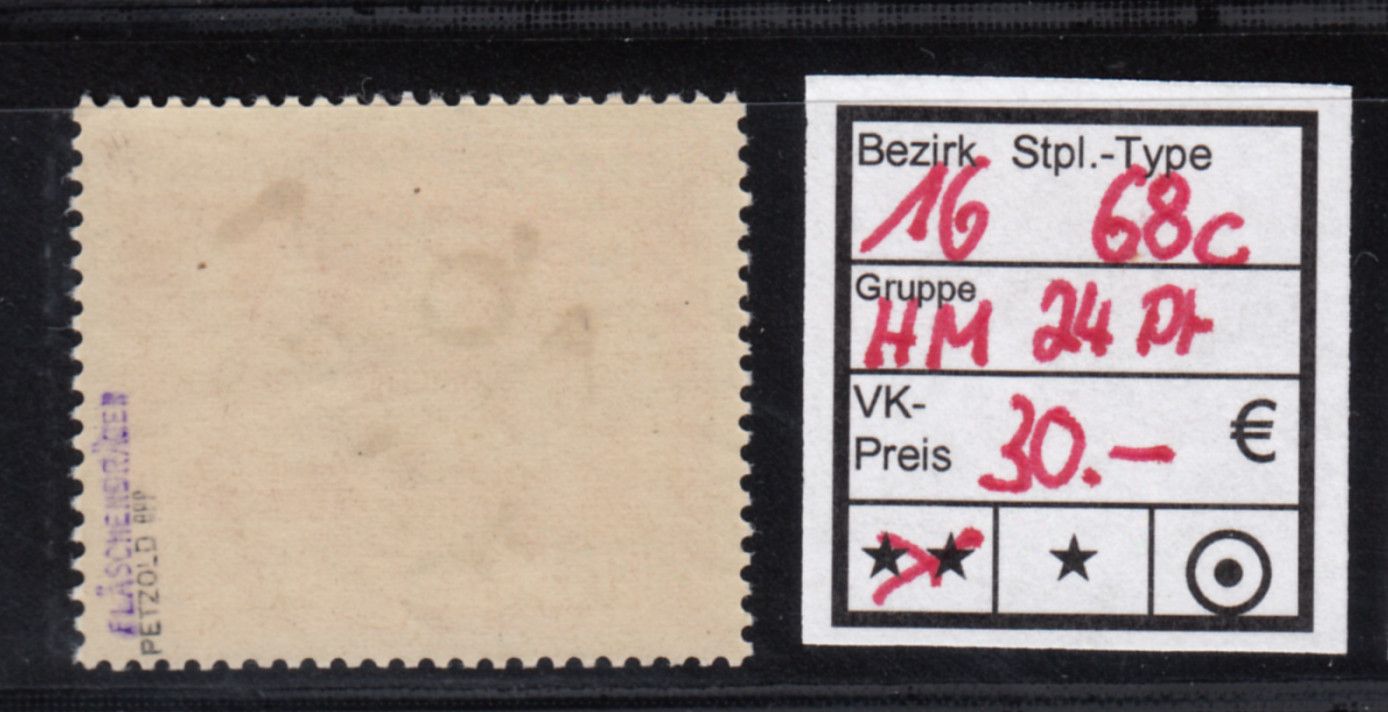 FLÄSCHENDRÄGER
PETZOLD BPP
Bezirk Stpl.-Type
16 68c
Gruppe
HM 24 Pf
VK-
Preis 30.— €